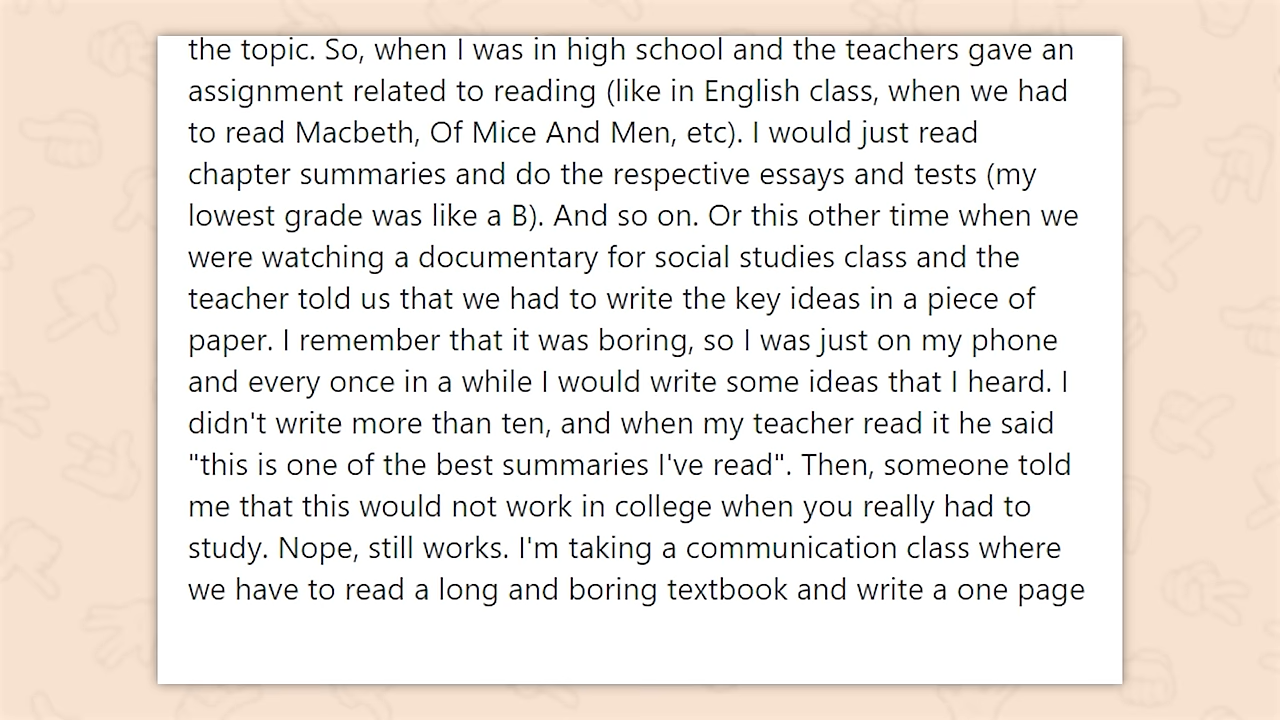 the topic. So, when I was in high school and the teachers gave an
assignment related to reading (like in English class, when we had
to read Macbeth, Of Mice And Men, etc). I would just read
chapter summaries and do the respective essays and tests (my
lowest grade was like a B). And so on. Or this other time when we
were watching a documentary for social studies class and the
teacher told us that we had to write the key ideas in a piece of
paper. I remember that it was boring, so I was just on my phone
and every once in a while I would write some ideas that I heard. I
didn't write more than ten, and when my teacher read it he said
"this is one of the best summaries I've read". Then, someone told
me that this would not work in college when you really had to
study. Nope, still works. I'm taking a communication class where
we have to read a long and boring textbook and write a one page